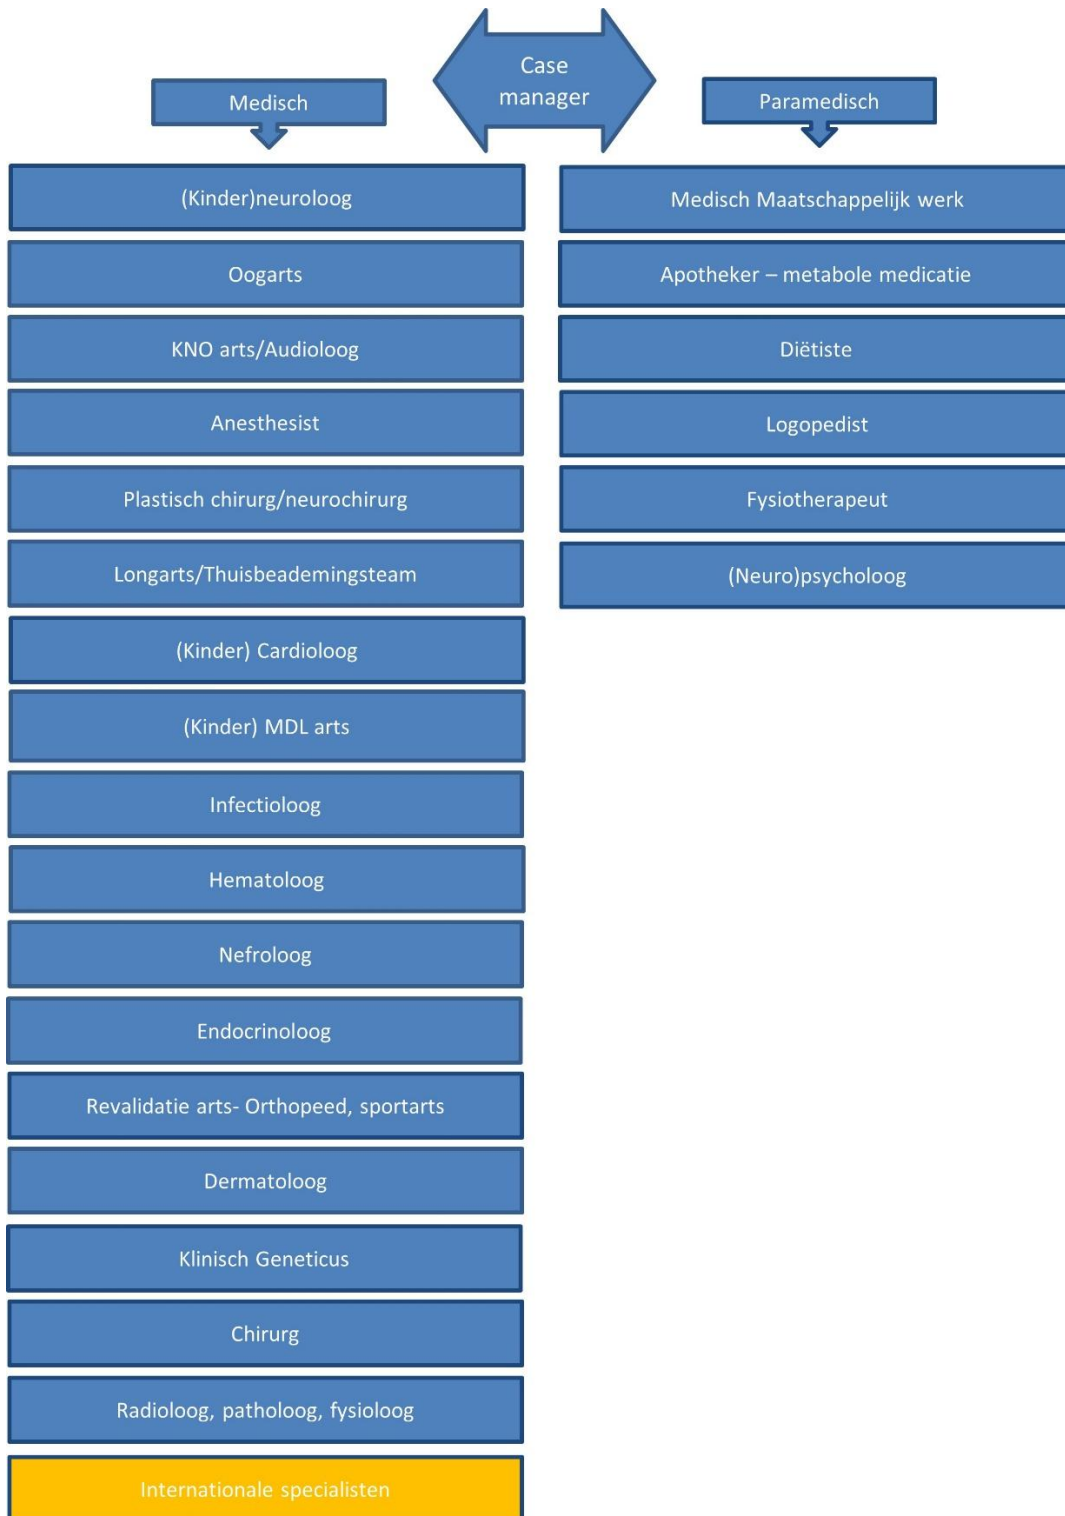 Case
manager
Medisch
Paramedisch
(Kinder)neuroloog
Oogarts
KNO arts/Audioloog
Anesthesist
Plastisch chirurg/neurochirurg
Longarts/Thuisbeademingsteam
(Kinder) Cardioloog
(Kinder) MDL arts
Infectioloog
Hematoloog
Nefroloog
Endocrinoloog
Revalidatie arts- Orthopeed, sportarts
Dermatoloog
Klinisch Geneticus
Chirurg
Radioloog, patholoog, fysioloog
Internationale specialisten
Medisch Maatschappelijk werk
Apotheker – metabole medicatie
Diëtiste
Logopedist
Fysiotherapeut
(Neuro)psycholoog